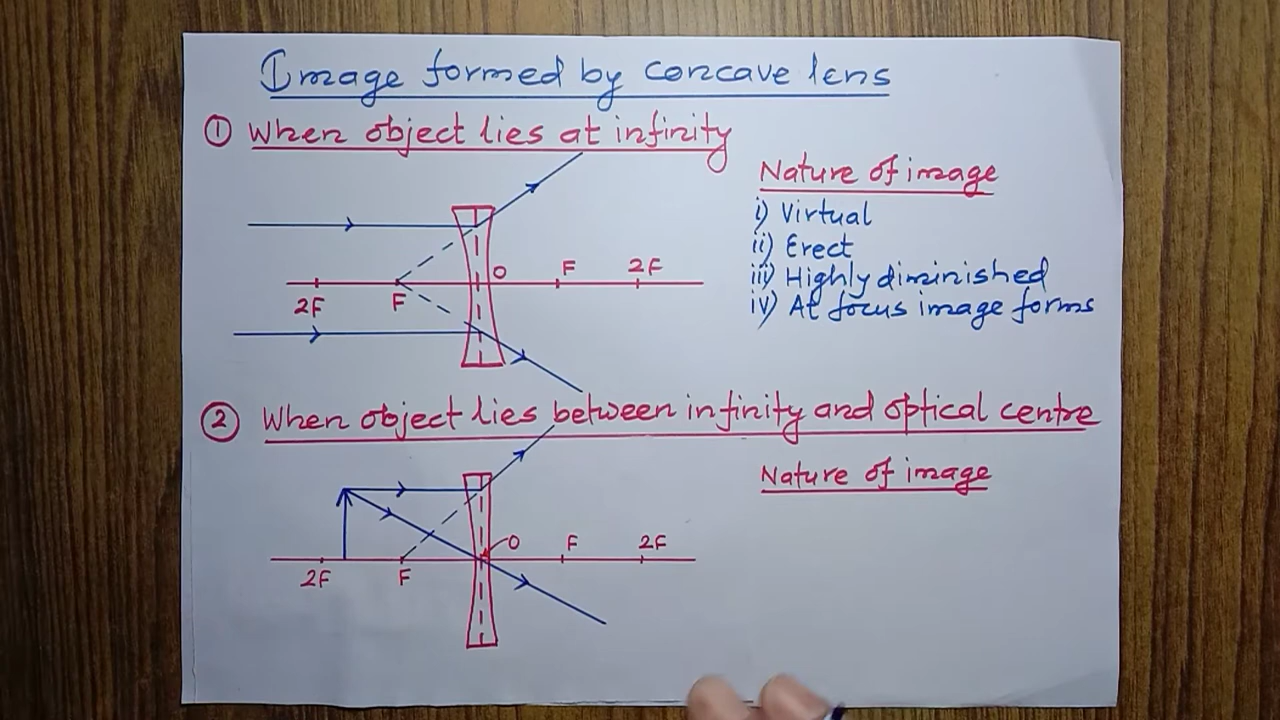 Image formed by concave lens
① When object lies at infinity
Nature of image
i) Virtual
ii) Erect
iii) Highly diminished
iv) At focus image forms
2F F O F 2F
② When object lies between infinity and optical centre
Nature of image
2F F O F 2F